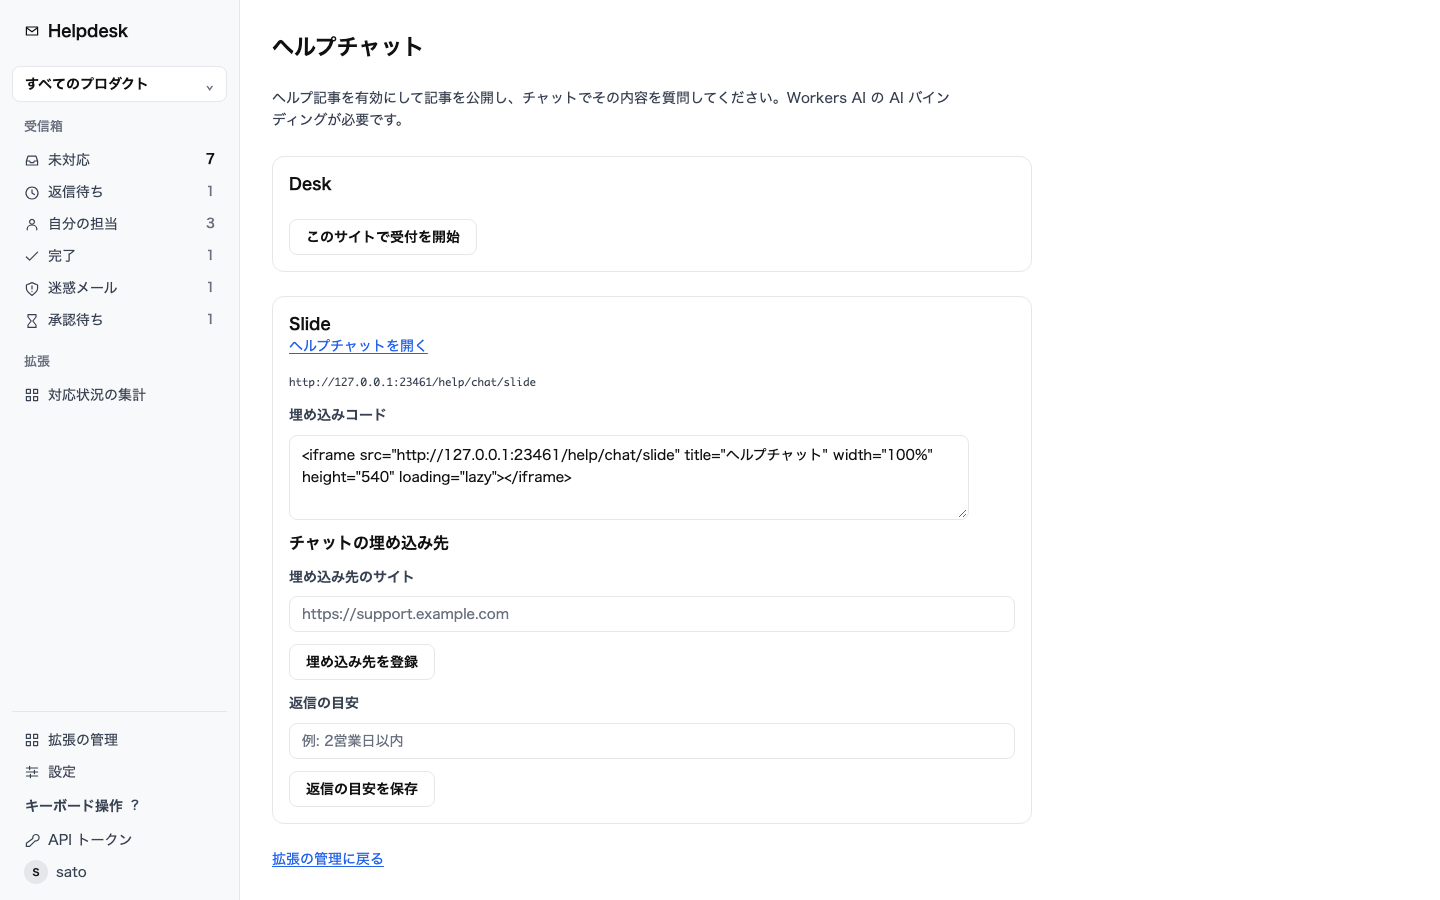 Helpdesk
すべてのプロダクト
受信箱
未対応 7
返信待ち 1
自分の担当 3
完了 1
迷惑メール 1
承認待ち 1
拡張
対応状況の集計
拡張の管理
設定
キーボード操作 ?
API トークン
S sato
ヘルプチャット
ヘルプ記事を有効にして記事を公開し、チャットでその内容を質問してください。Workers AI の AI バイン
ディングが必要です。
Desk
このサイトで受付を開始
Slide
ヘルプチャットを開く
http://127.0.0.1:23461/help/chat/slide
埋め込みコード
<iframe src="http://127.0.0.1:23461/help/chat/slide" title="ヘルプチャット" width="100%"
height="540" loading="lazy"></iframe>
チャットの埋め込み先
埋め込み先のサイト
https://support.example.com
埋め込み先を登録
返信の目安
例: 2営業日以内
返信の目安を保存
拡張の管理に戻る